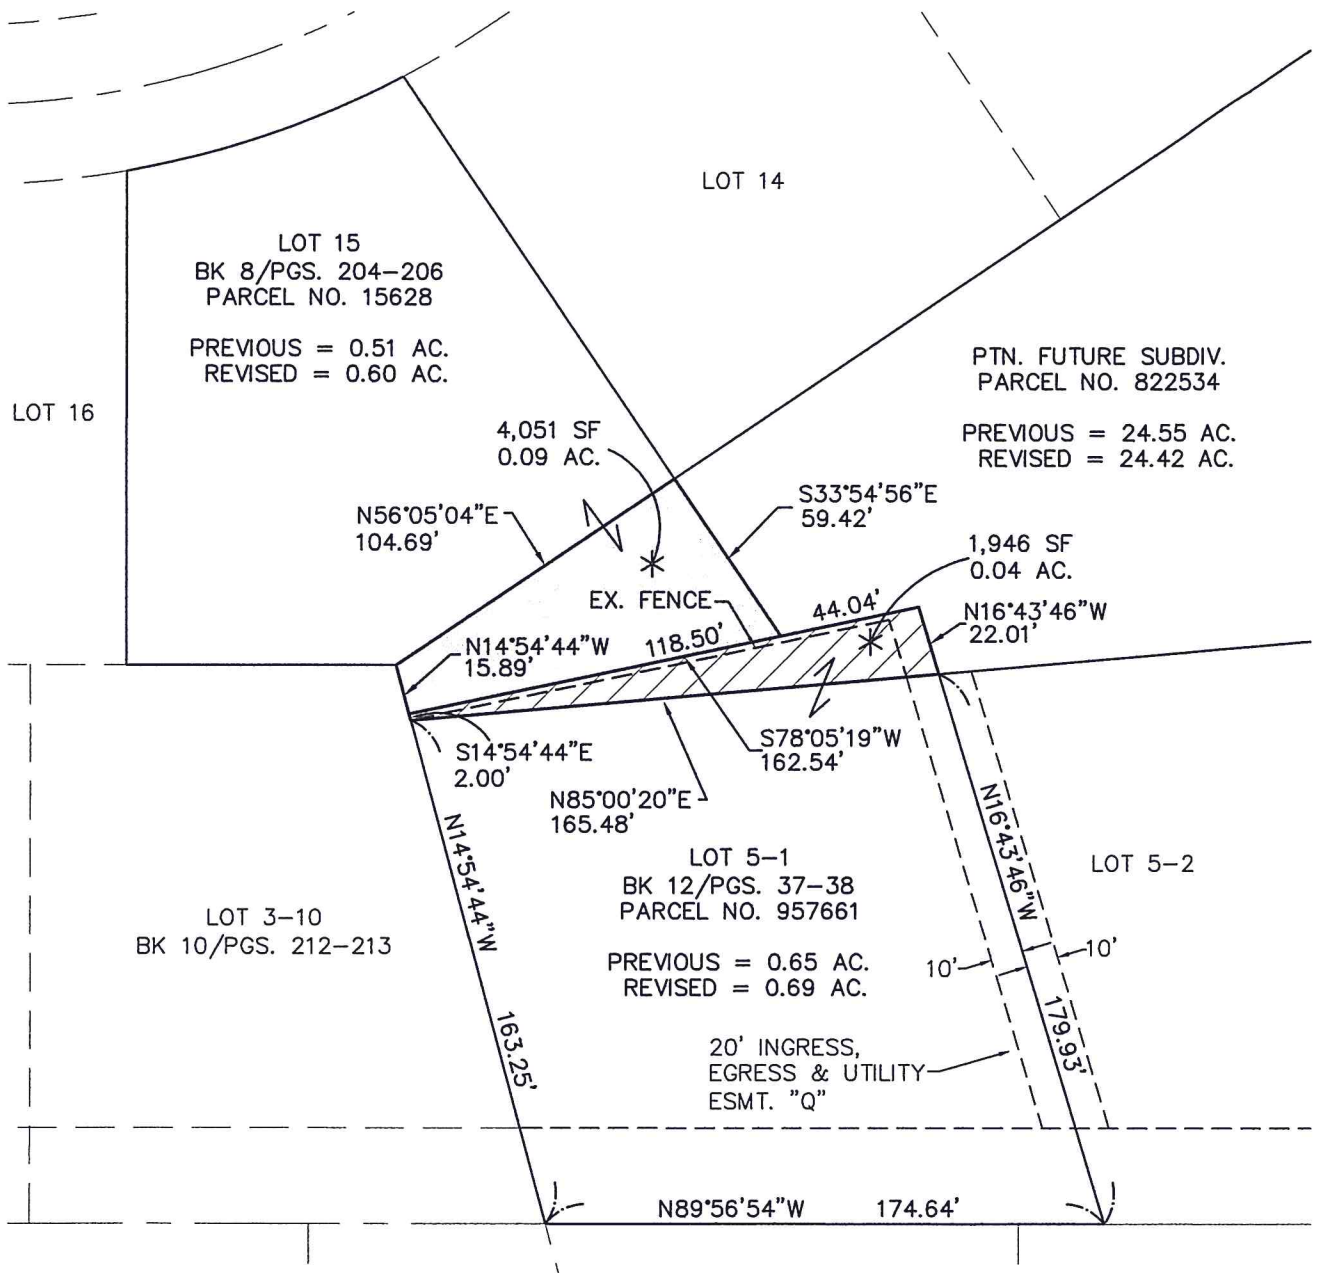 LOT 14
LOT 15
BK 8/PGS. 204-206
PARCEL NO. 15628
PREVIOUS = 0.51 AC.
REVISED = 0.60 AC.
PTN. FUTURE SUBDIV.
PARCEL NO. 822534
PREVIOUS = 24.55 AC.
REVISED = 24.42 AC.
LOT 16
4,051 SF
0.09 AC.
N56°05'04"E
104.69'
S33°54'56"E
59.42'
1,946 SF
0.04 AC.
EX. FENCE
44.04'
N16°43'46"W
22.01'
118.50'
N14°54'44"W
15.89'
S14°54'44"E
2.00'
S78°05'19"W
162.54'
N85°00'20"E
165.48'
N14°54'44"W
163.25'
N16°43'46"W
179.93'
LOT 5-1
BK 12/PGS. 37-38
PARCEL NO. 957661
PREVIOUS = 0.65 AC.
REVISED = 0.69 AC.
LOT 5-2
LOT 3-10
BK 10/PGS. 212-213
10'
10'
20' INGRESS,
EGRESS & UTILITY
ESMT. "Q"
N89°56'54"W 174.64'